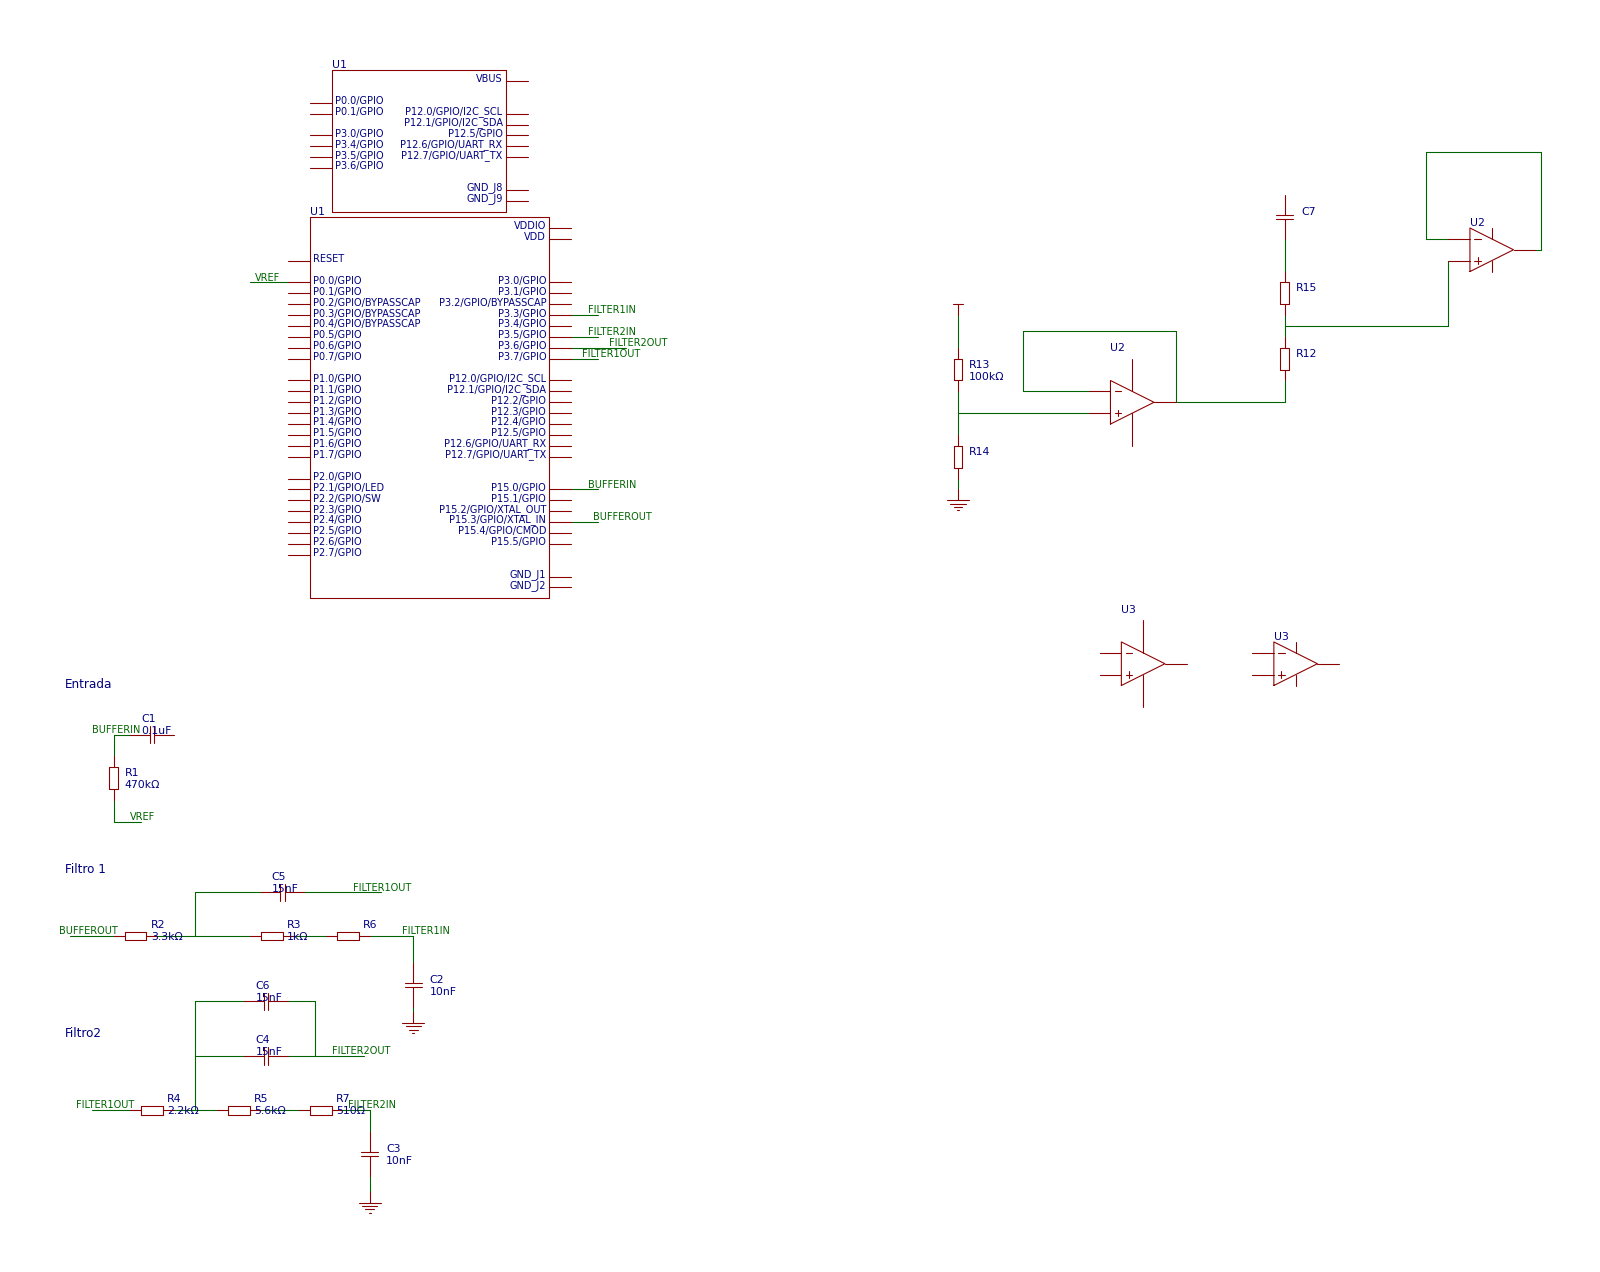 U1
VBUS
P0.0/GPIO
P0.1/GPIO P12.0/GPIO/I2C_SCL
P12.1/GPIO/I2C_SDA
P3.0/GPIO P12.5/GPIO
P3.4/GPIO P12.6/GPIO/UART_RX
P3.5/GPIO P12.7/GPIO/UART_TX
P3.6/GPIO
GND_J8
GND_J9
U1
VDDIO
VDD
RESET
VREF P0.0/GPIO P3.0/GPIO
P0.1/GPIO P3.1/GPIO
P0.2/GPIO/BYPASSCAP P3.2/GPIO/BYPASSCAP
P0.3/GPIO/BYPASSCAP P3.3/GPIO FILTER1IN
P0.4/GPIO/BYPASSCAP P3.4/GPIO
P0.5/GPIO P3.5/GPIO FILTER2IN
P0.6/GPIO P3.6/GPIO FILTER2OUT
P0.7/GPIO P3.7/GPIO FILTER1OUT
P1.0/GPIO P12.0/GPIO/I2C_SCL
P1.1/GPIO P12.1/GPIO/I2C_SDA
P1.2/GPIO P12.2/GPIO
P1.3/GPIO P12.3/GPIO
P1.4/GPIO P12.4/GPIO
P1.5/GPIO P12.5/GPIO
P1.6/GPIO P12.6/GPIO/UART_RX
P1.7/GPIO P12.7/GPIO/UART_TX
P2.0/GPIO
P2.1/GPIO/LED P15.0/GPIO BUFFERIN
P2.2/GPIO/SW P15.1/GPIO
P2.3/GPIO P15.2/GPIO/XTAL_OUT
P2.4/GPIO P15.3/GPIO/XTAL_IN BUFFEROUT
P2.5/GPIO P15.4/GPIO/CMOD
P2.6/GPIO P15.5/GPIO
P2.7/GPIO
GND_J1
GND_J2
C7
U2
R15
R12
U2
R13
100kΩ
R14
U3
U3
Entrada
C1
BUFFERIN 0.1uF
R1
470kΩ
VREF
Filtro 1
C5
15nF FILTER1OUT
R2 R3 R6
BUFFEROUT 3.3kΩ 1kΩ FILTER1IN
C2
10nF
C6
15nF
Filtro2
C4
15nF FILTER2OUT
R4 R5 R7
FILTER1OUT 2.2kΩ 5.6kΩ 510Ω FILTER2IN
C3
10nF